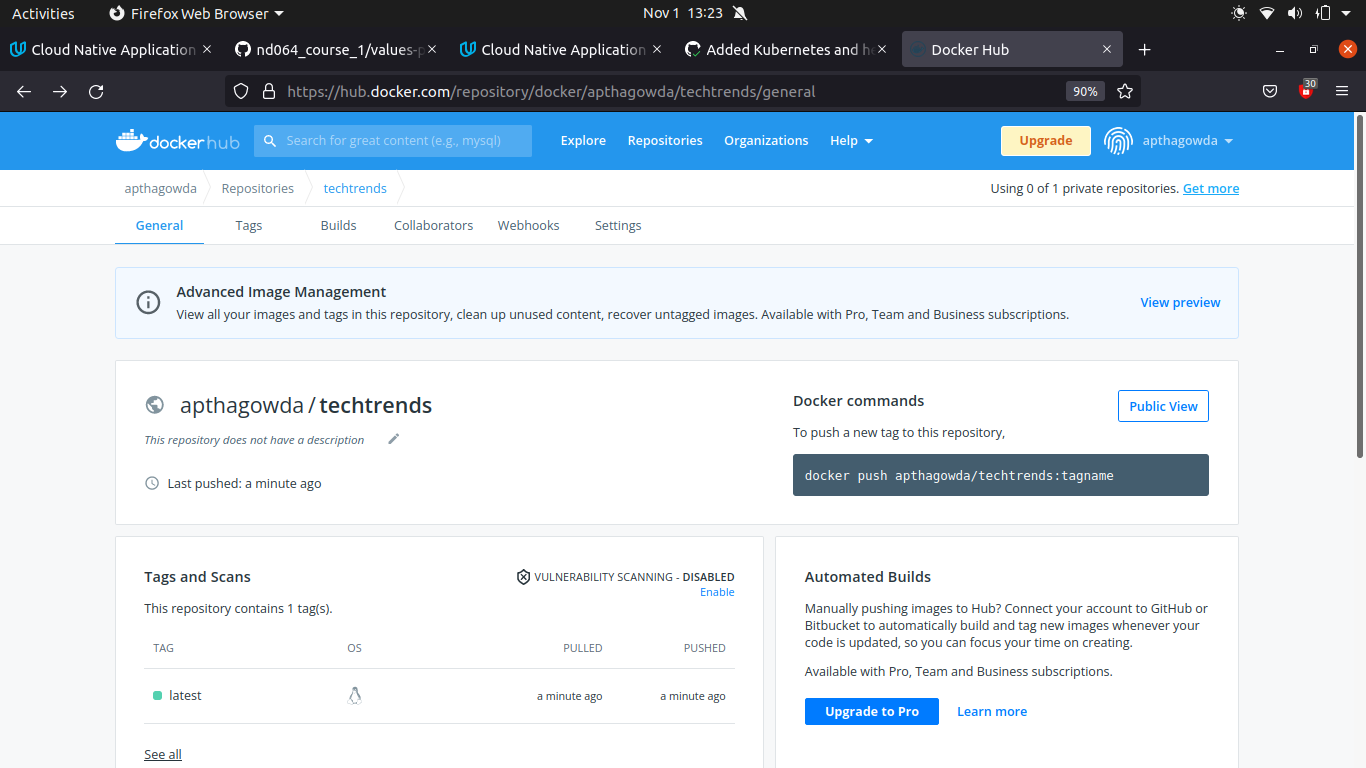 Activities Firefox Web Browser Nov 1 13:23
Cloud Native Application nd064_course_1/values-p Cloud Native Application Added Kubernetes and he Docker Hub
https://hub.docker.com/repository/docker/apthagowda/techtrends/general 90% 30
dockerhub Search for great content (e.g., mysql) Explore Repositories Organizations Help Upgrade apthagowda
apthagowda Repositories techtrends Using 0 of 1 private repositories. Get more
General Tags Builds Collaborators Webhooks Settings
Advanced Image Management
View all your images and tags in this repository, clean up unused content, recover untagged images. Available with Pro, Team and Business subscriptions.
View preview
apthagowda / techtrends
This repository does not have a description
Last pushed: a minute ago
Docker commands
Public View
To push a new tag to this repository,
docker push apthagowda/techtrends:tagname
Tags and Scans
VULNERABILITY SCANNING - DISABLED
Enable
This repository contains 1 tag(s).
TAG OS PULLED PUSHED
latest a minute ago a minute ago
See all
Automated Builds
Manually pushing images to Hub? Connect your account to GitHub or
Bitbucket to automatically build and tag new images whenever your
code is updated, so you can focus your time on creating.
Available with Pro, Team and Business subscriptions.
Upgrade to Pro Learn more